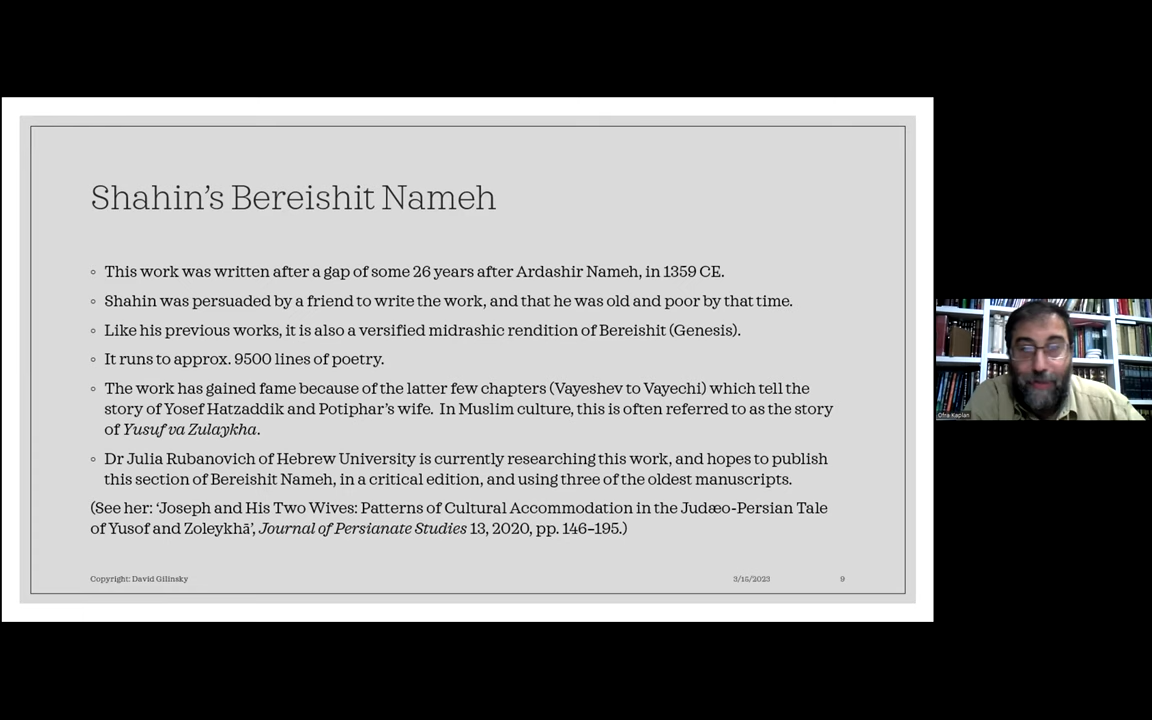 Shahin’s Bereishit Nameh
◦ This work was written after a gap of some 26 years after Ardashir Nameh, in 1359 CE.
◦ Shahin was persuaded by a friend to write the work, and that he was old and poor by that time.
◦ Like his previous works, it is also a versified midrashic rendition of Bereishit (Genesis).
◦ It runs to approx. 9500 lines of poetry.
◦ The work has gained fame because of the latter few chapters (Vayeshev to Vayechi) which tell the
story of Yosef Hatzaddik and Potiphar’s wife. In Muslim culture, this is often referred to as the story
of Yusuf va Zulaykha.
◦ Dr Julia Rubanovich of Hebrew University is currently researching this work, and hopes to publish
this section of Bereishit Nameh, in a critical edition, and using three of the oldest manuscripts.
(See her: ‘Joseph and His Two Wives: Patterns of Cultural Accommodation in the Judæo-Persian Tale
of Yusof and Zoleykhā’, Journal of Persianate Studies 13, 2020, pp. 146–195.)
Copyright: David Gilinsky 3/15/2023 9
Ofra Kaplan